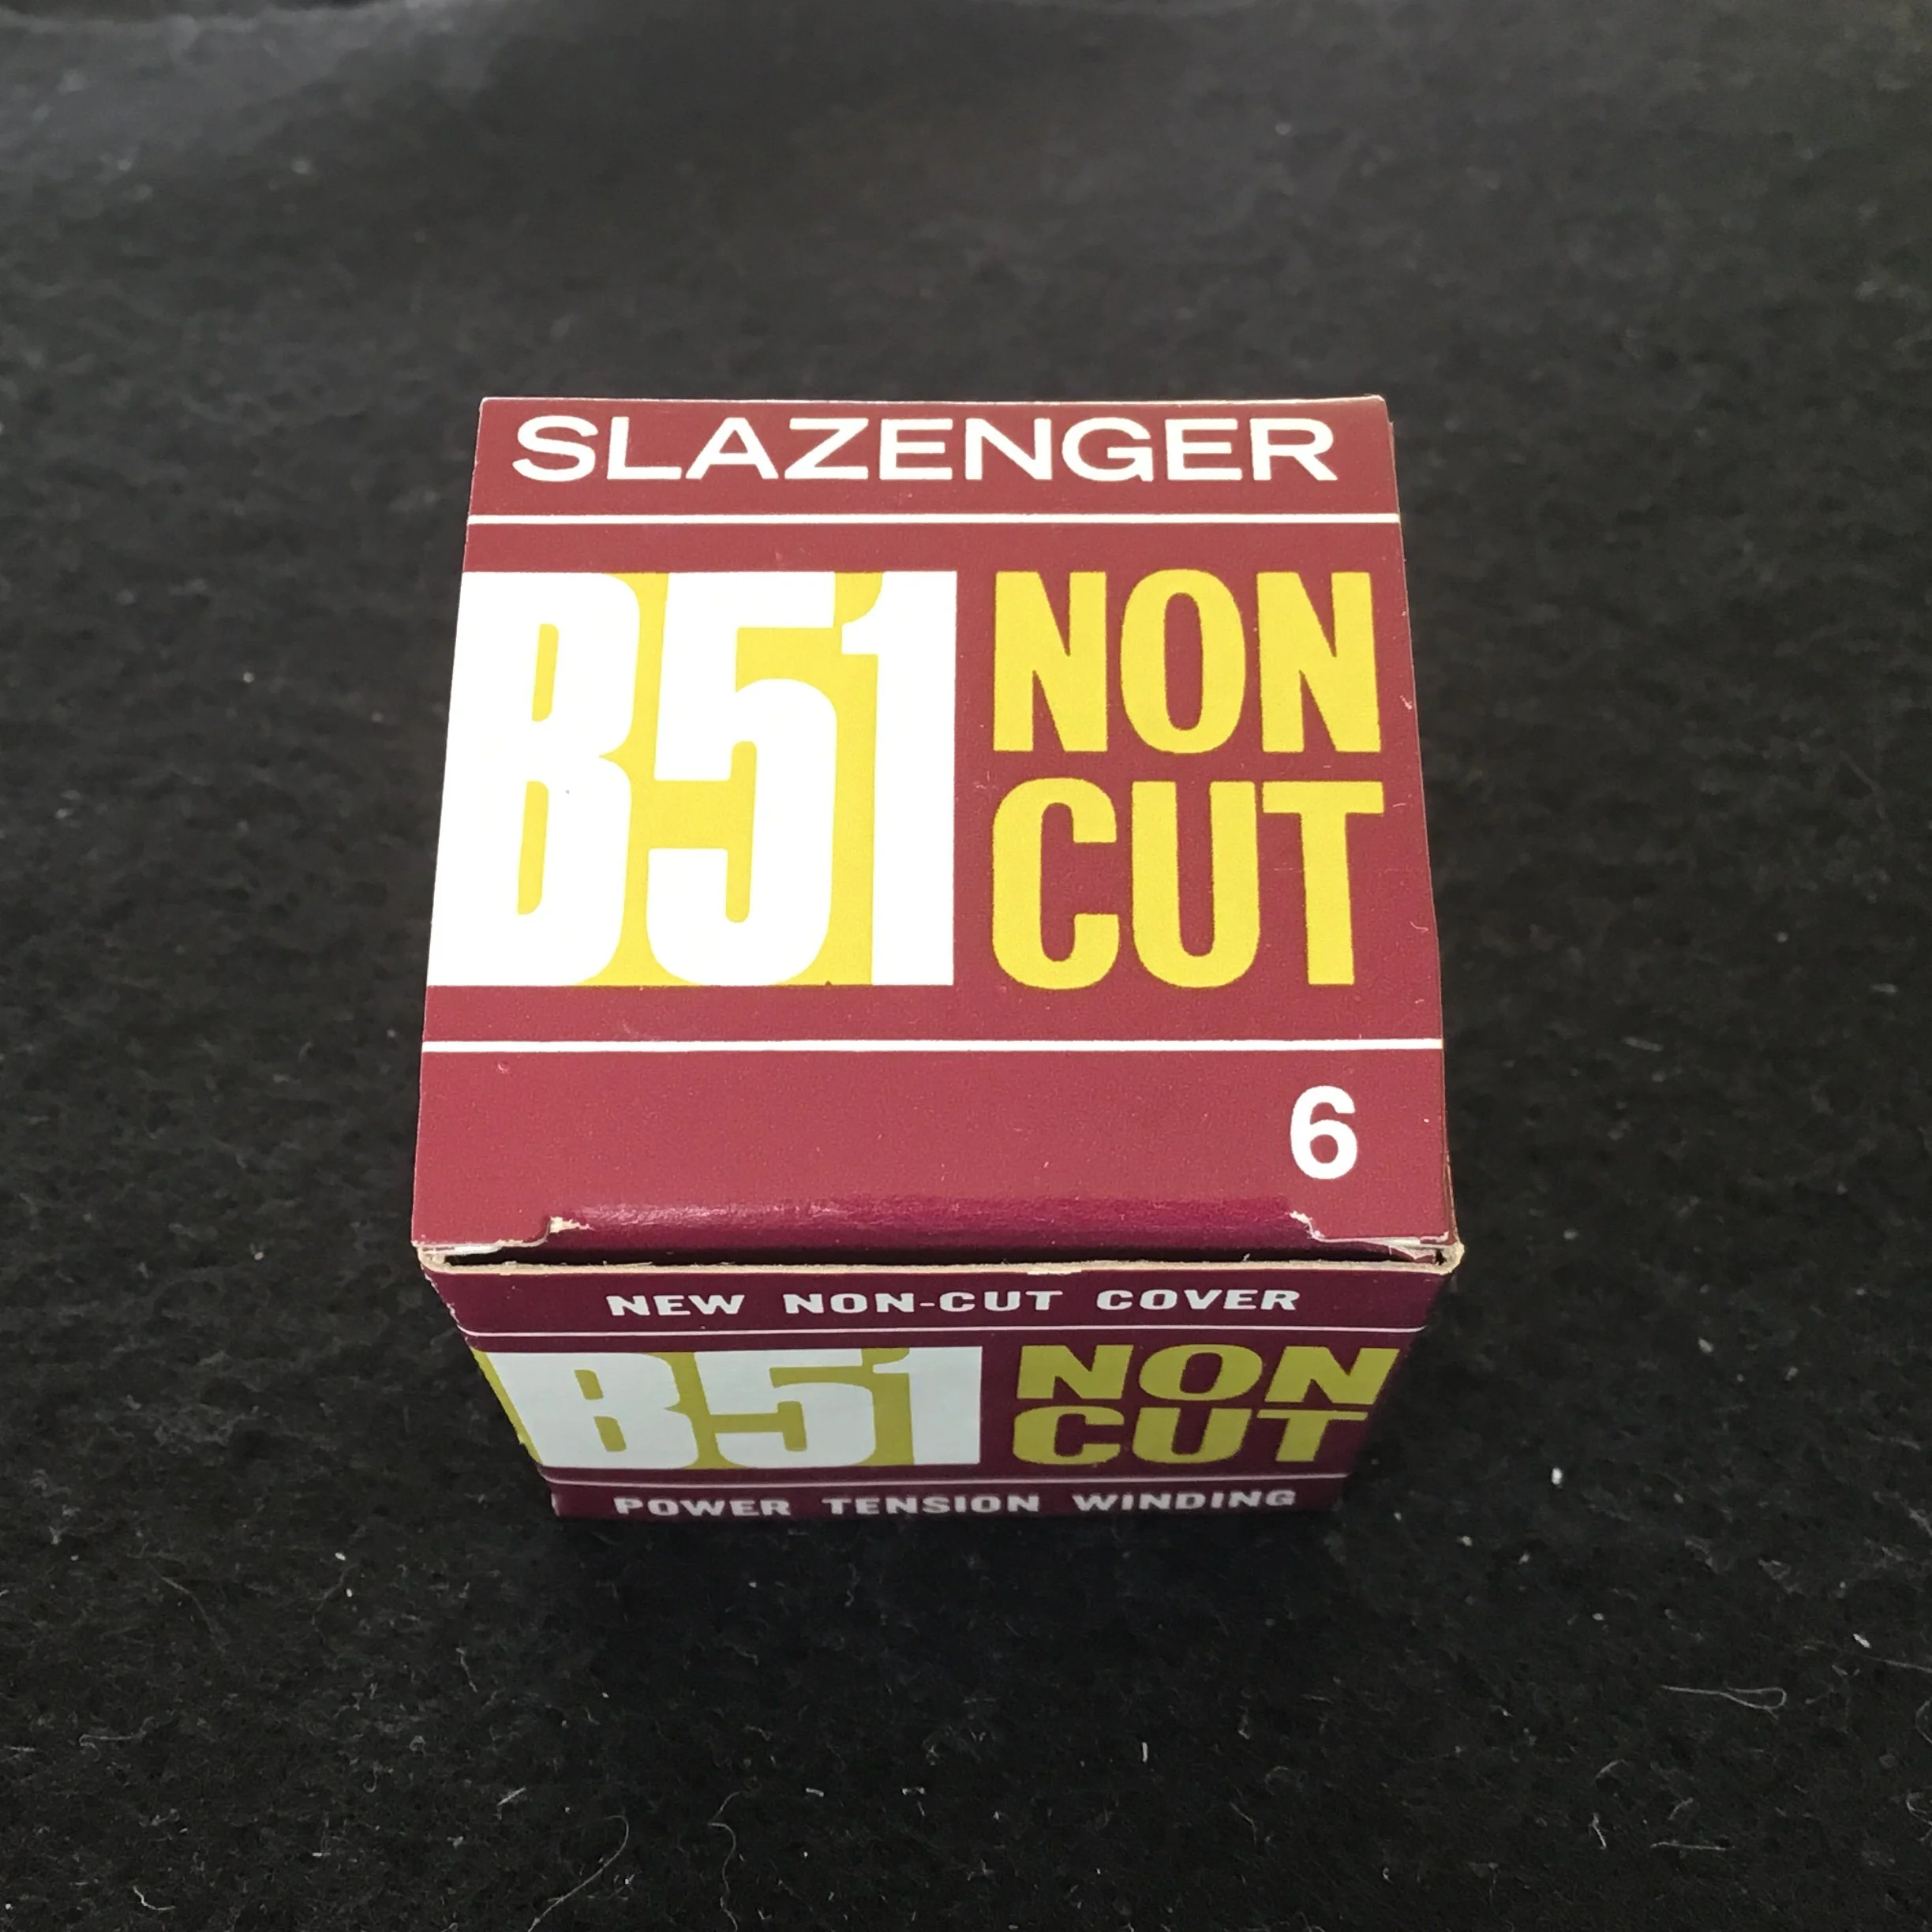 SLAZENGER
B51 NON CUT
6
NEW NON-CUT COVER
B51 NON CUT
POWER TENSION WINDING